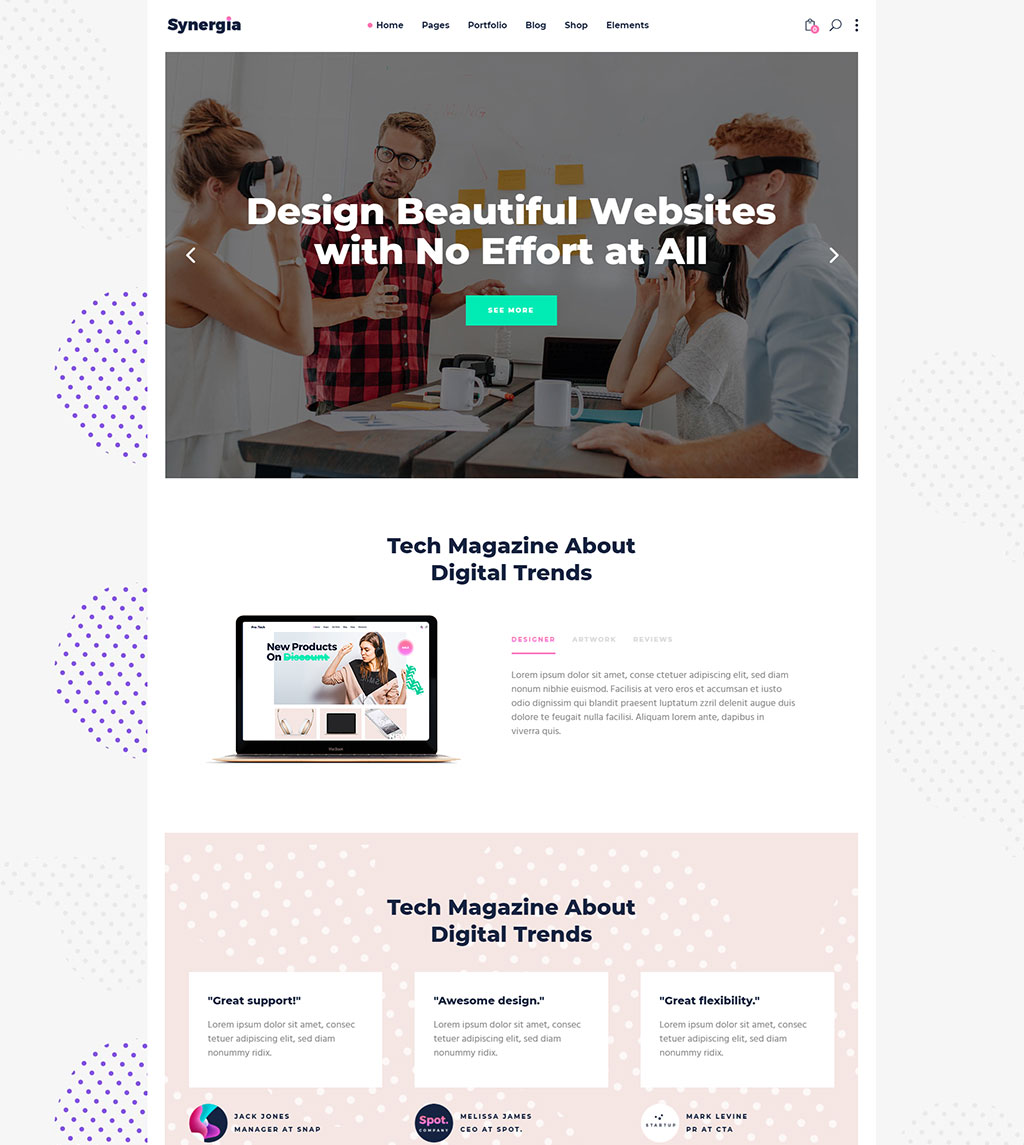 Synergia
Home Pages Portfolio Blog Shop Elements
0
Design Beautiful Websites
with No Effort at All
SEE MORE
Tech Magazine About
Digital Trends
New Products
On Discount
MacBook
DESIGNER ARTWORK REVIEWS
Lorem ipsum dolor sit amet, conse ctetuer adipiscing elit, sed diam
nonum nibhie euismod. Facilisis at vero eros et accumsan et iusto
odio dignissim qui blandit praesent luptatum zzril delenit augue duis
dolore te feugait nulla facilisi. Aliquam lorem ante, dapibus in
viverra quis.
Tech Magazine About
Digital Trends
"Great support!"
Lorem ipsum dolor sit amet, consec
tetuer adipiscing elit, sed diam
nonummy ridix.
JACK JONES
MANAGER AT SNAP
"Awesome design."
Lorem ipsum dolor sit amet, consec
tetuer adipiscing elit, sed diam
nonummy ridix.
Spot.
COMPANY
MELISSA JAMES
CEO AT SPOT.
"Great flexibility."
Lorem ipsum dolor sit amet, consec
tetuer adipiscing elit, sed diam
nonummy ridix.
STARTUP
MARK LEVINE
PR AT CTA